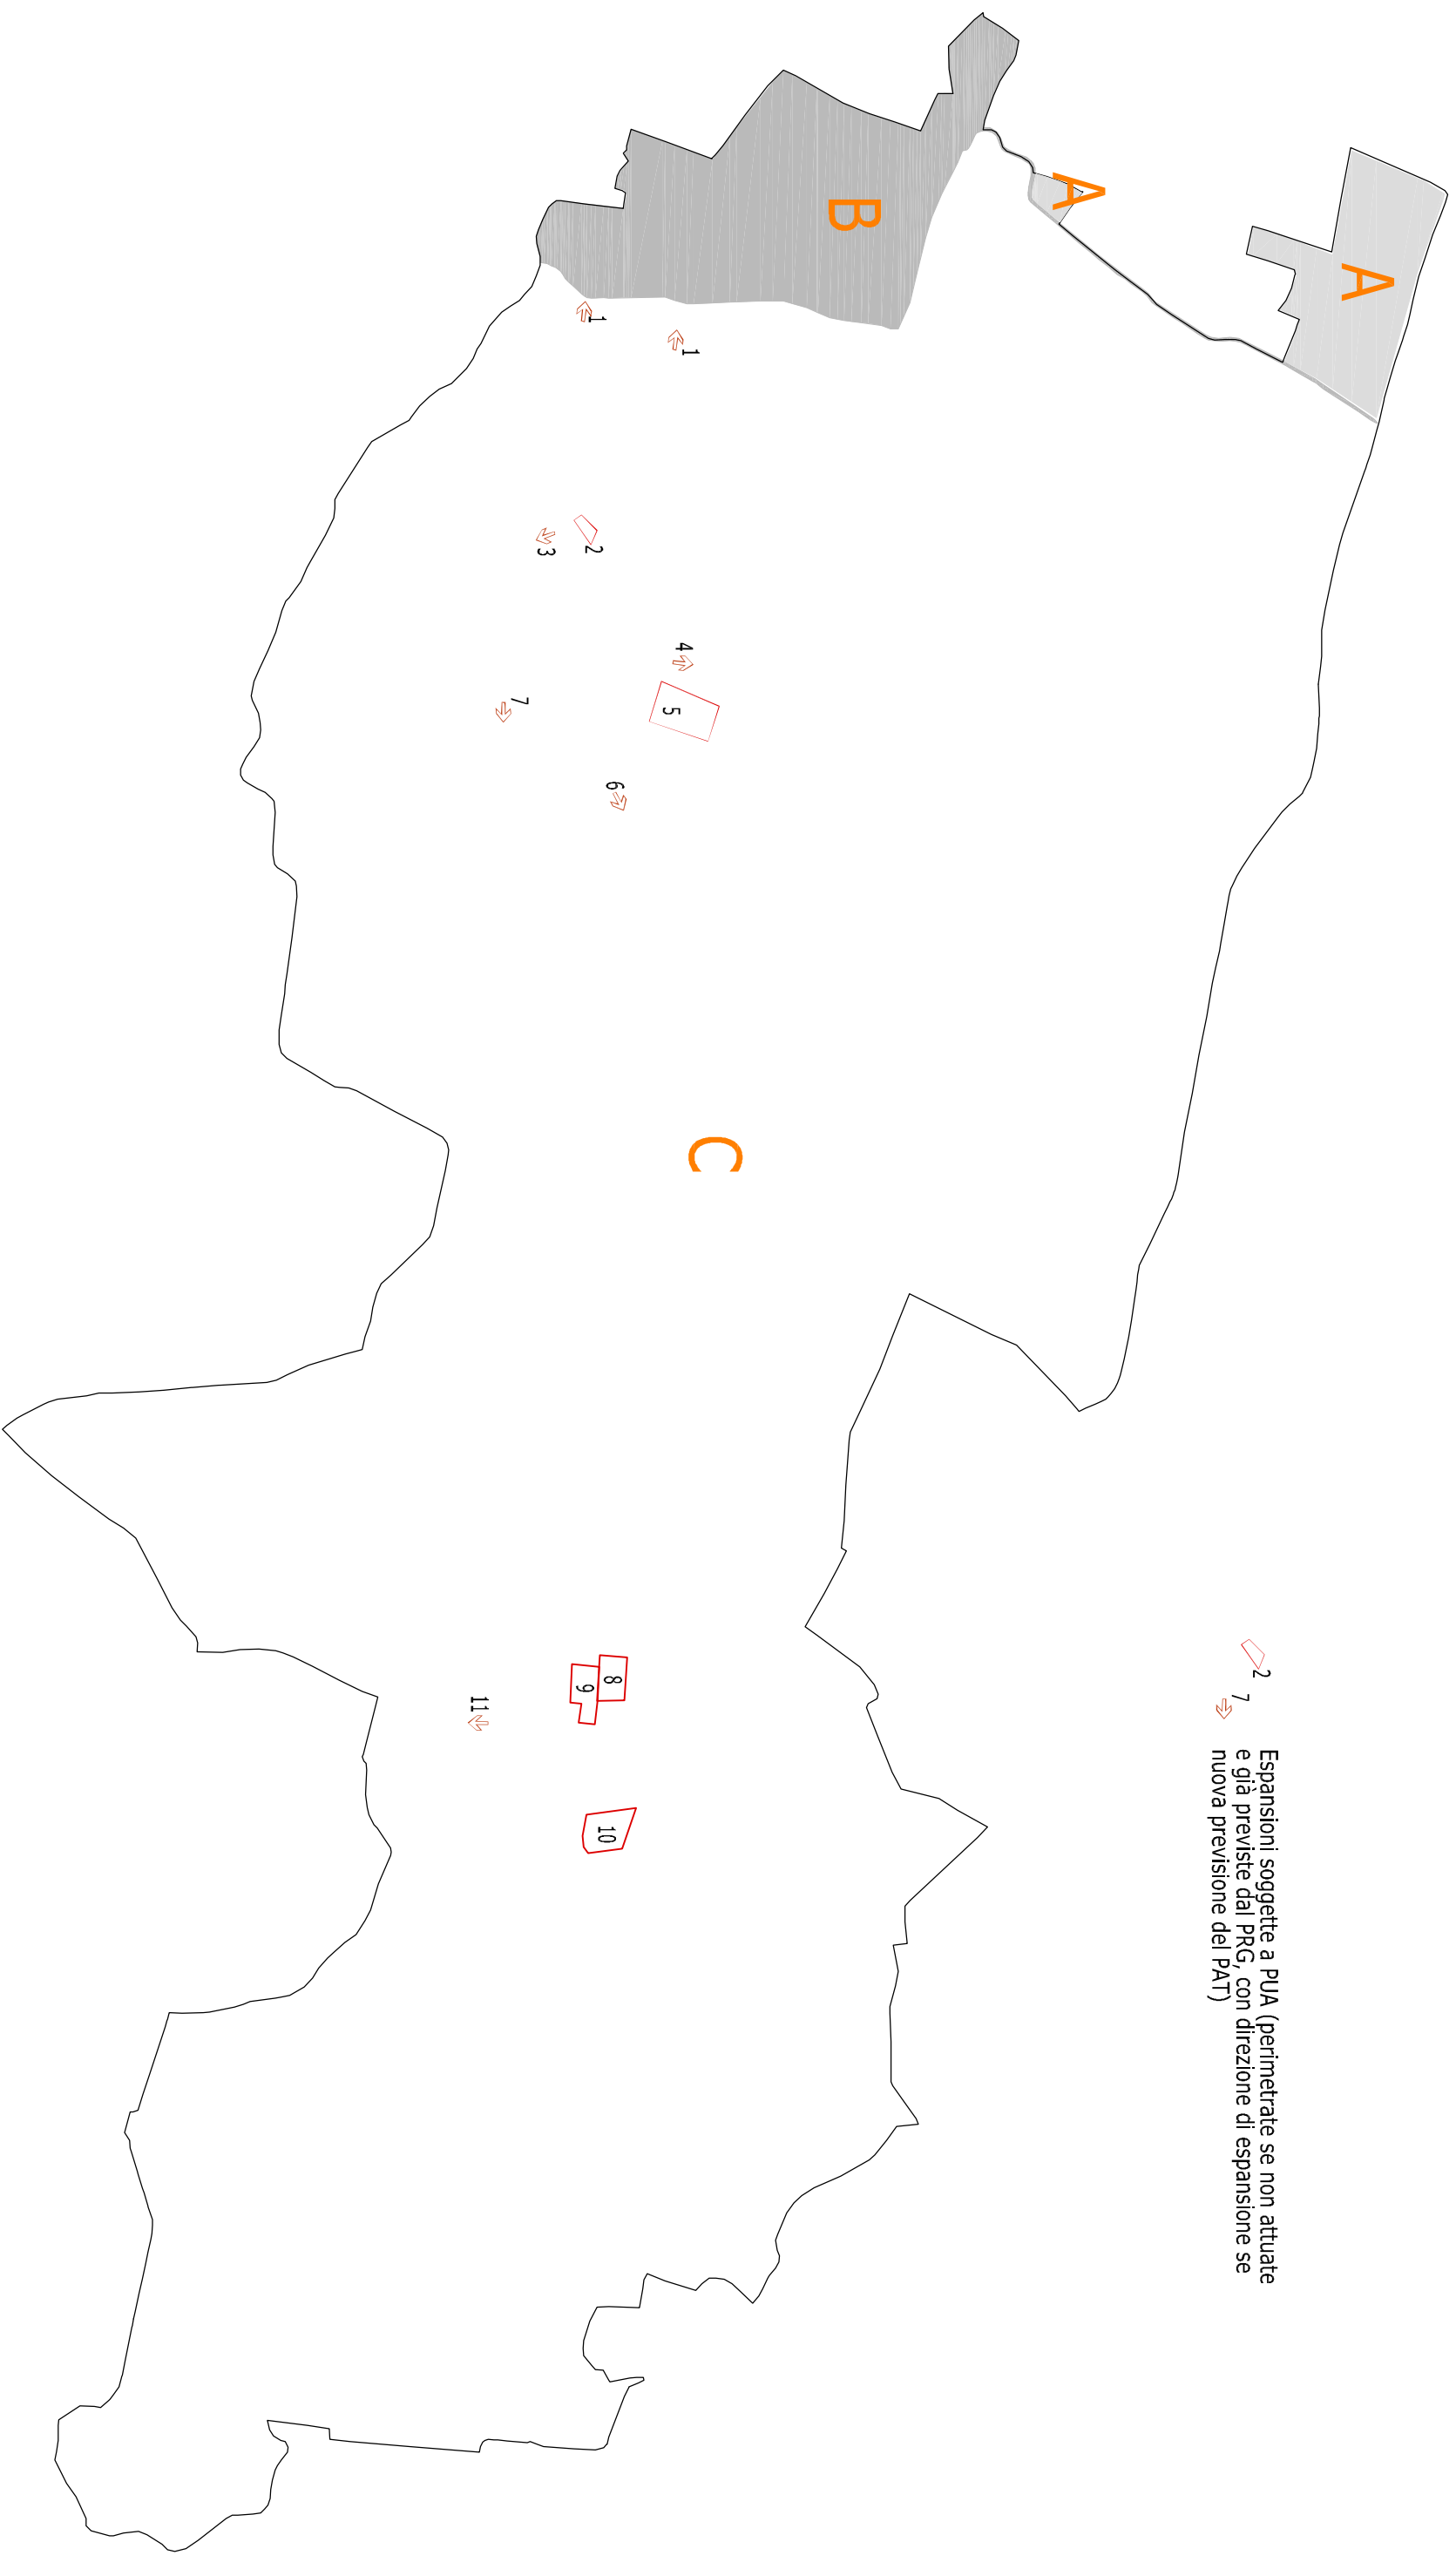 A
A
B
1
1
2
3
4
5
7
6
C
8
9
11
10
2
7
Espansioni soggette a PUA (perimetrate se non attuate
e già previste dal PRG, con direzione di espansione se
nuova previsione del PAT)